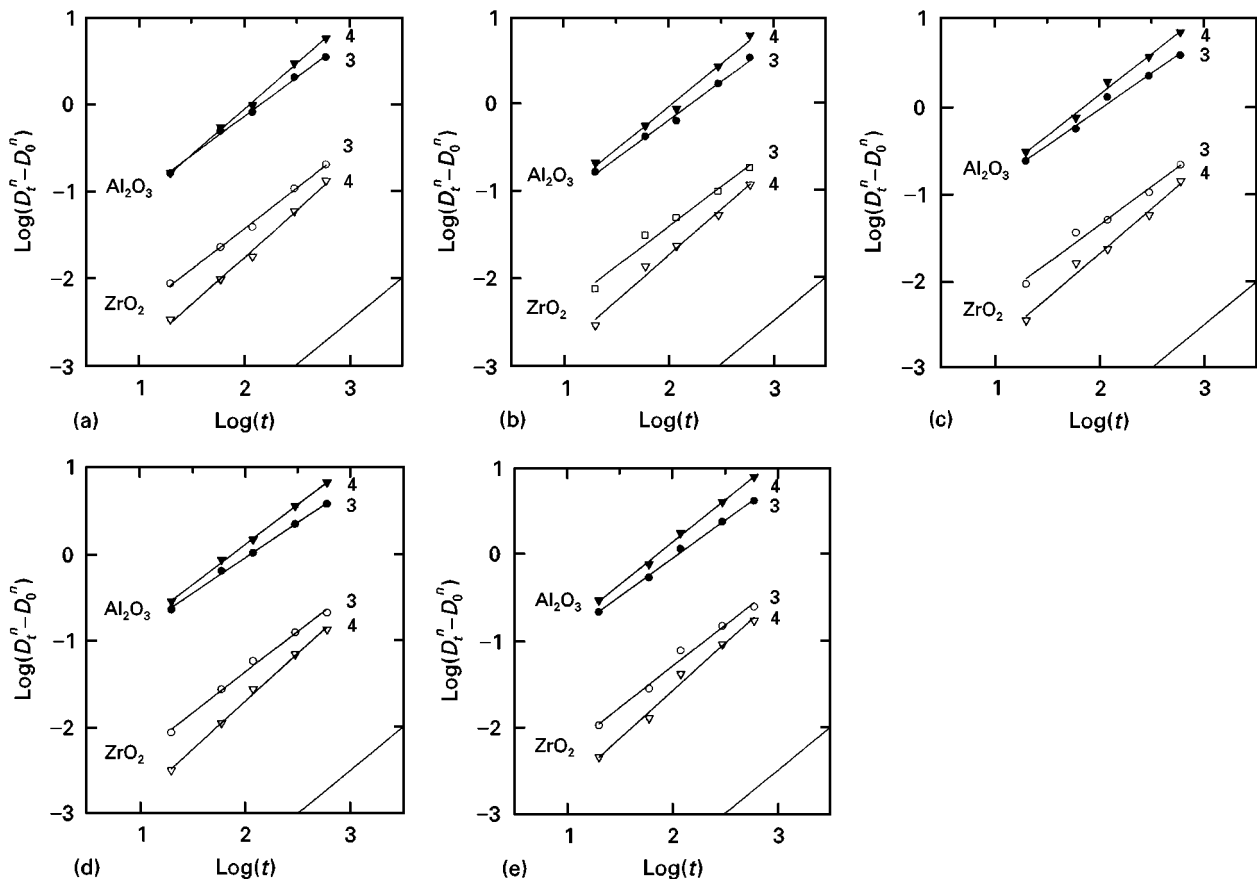 1
0
−1
−2
−3
Log(Dₜⁿ−D₀ⁿ)
4
3
Al₂O₃
3
4
ZrO₂
1 2 3
(a) Log(t)
1
0
−1
−2
−3
Log(Dₜⁿ−D₀ⁿ)
4
3
Al₂O₃
3
4
ZrO₂
1 2 3
(b) Log(t)
1
0
−1
−2
−3
Log(Dₜⁿ−D₀ⁿ)
4
3
Al₂O₃
3
4
ZrO₂
1 2 3
(c) Log(t)
1
0
−1
−2
−3
Log(Dₜⁿ−D₀ⁿ)
4
3
Al₂O₃
3
4
ZrO₂
1 2 3
(d) Log(t)
1
0
−1
−2
−3
Log(Dₜⁿ−D₀ⁿ)
4
3
Al₂O₃
3
4
ZrO₂
1 2 3
(e) Log(t)